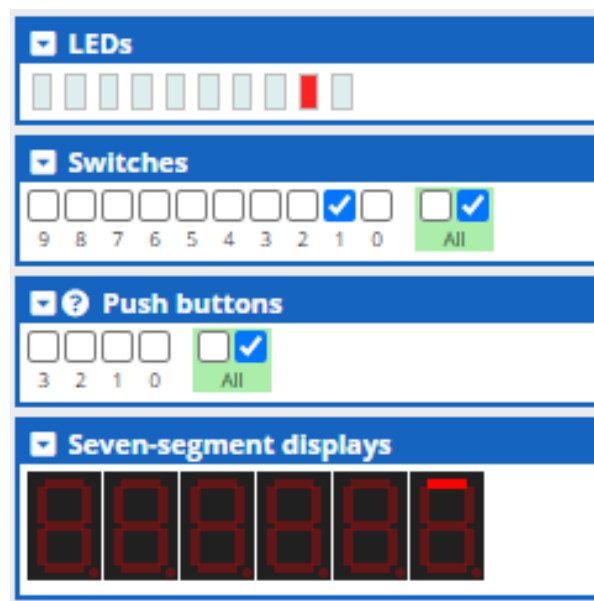 LEDs
Switches
9 8 7 6 5 4 3 2 1 0 All
? Push buttons
3 2 1 0 All
Seven-segment displays